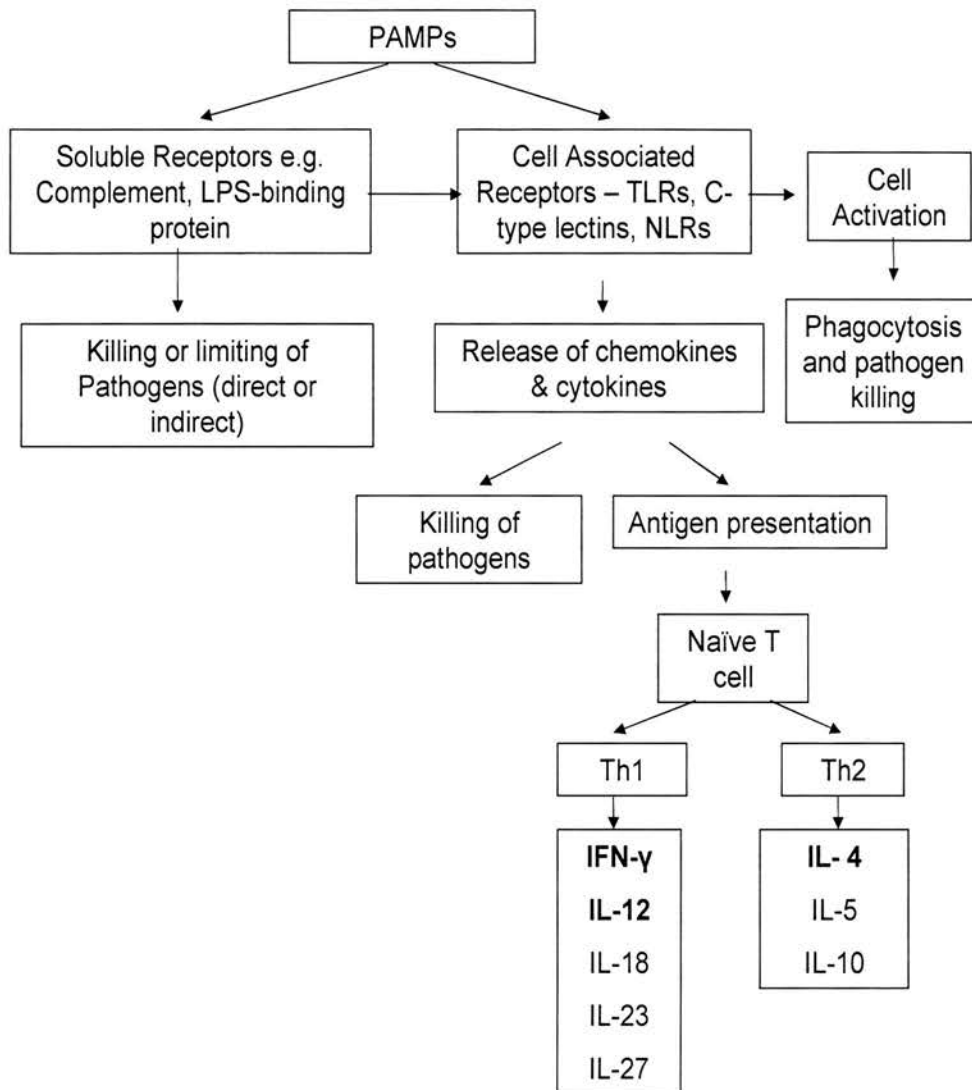 PAMPs
Soluble Receptors e.g.
Complement, LPS-binding
protein
Cell Associated
Receptors – TLRs, C-
type lectins, NLRs
Cell
Activation
Killing or limiting of
Pathogens (direct or
indirect)
Release of chemokines
& cytokines
Phagocytosis
and pathogen
killing
Killing of
pathogens
Antigen presentation
Naïve T
cell
Th1
Th2
IFN-γ
IL-12
IL-18
IL-23
IL-27
IL- 4
IL-5
IL-10